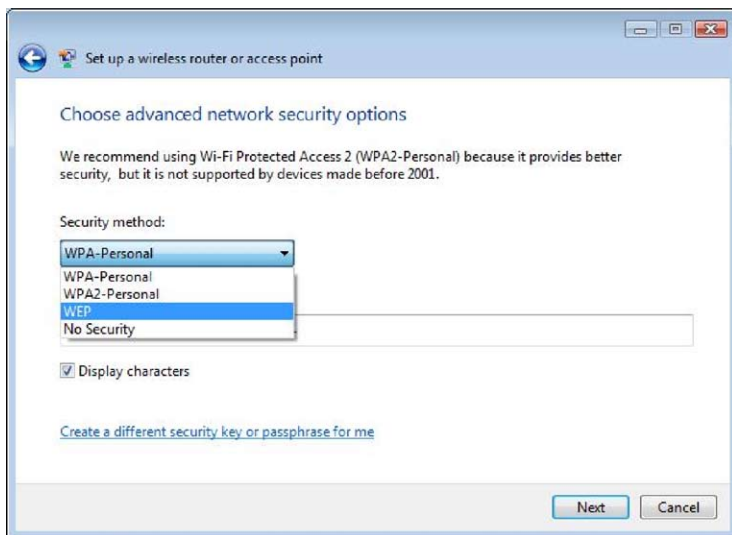 Set up a wireless router or access point
Choose advanced network security options
We recommend using Wi-Fi Protected Access 2 (WPA2-Personal) because it provides better
security, but it is not supported by devices made before 2001.
Security method:
WPA-Personal
WPA-Personal
WPA2-Personal
WEP
No Security
Display characters
Create a different security key or passphrase for me
Next Cancel